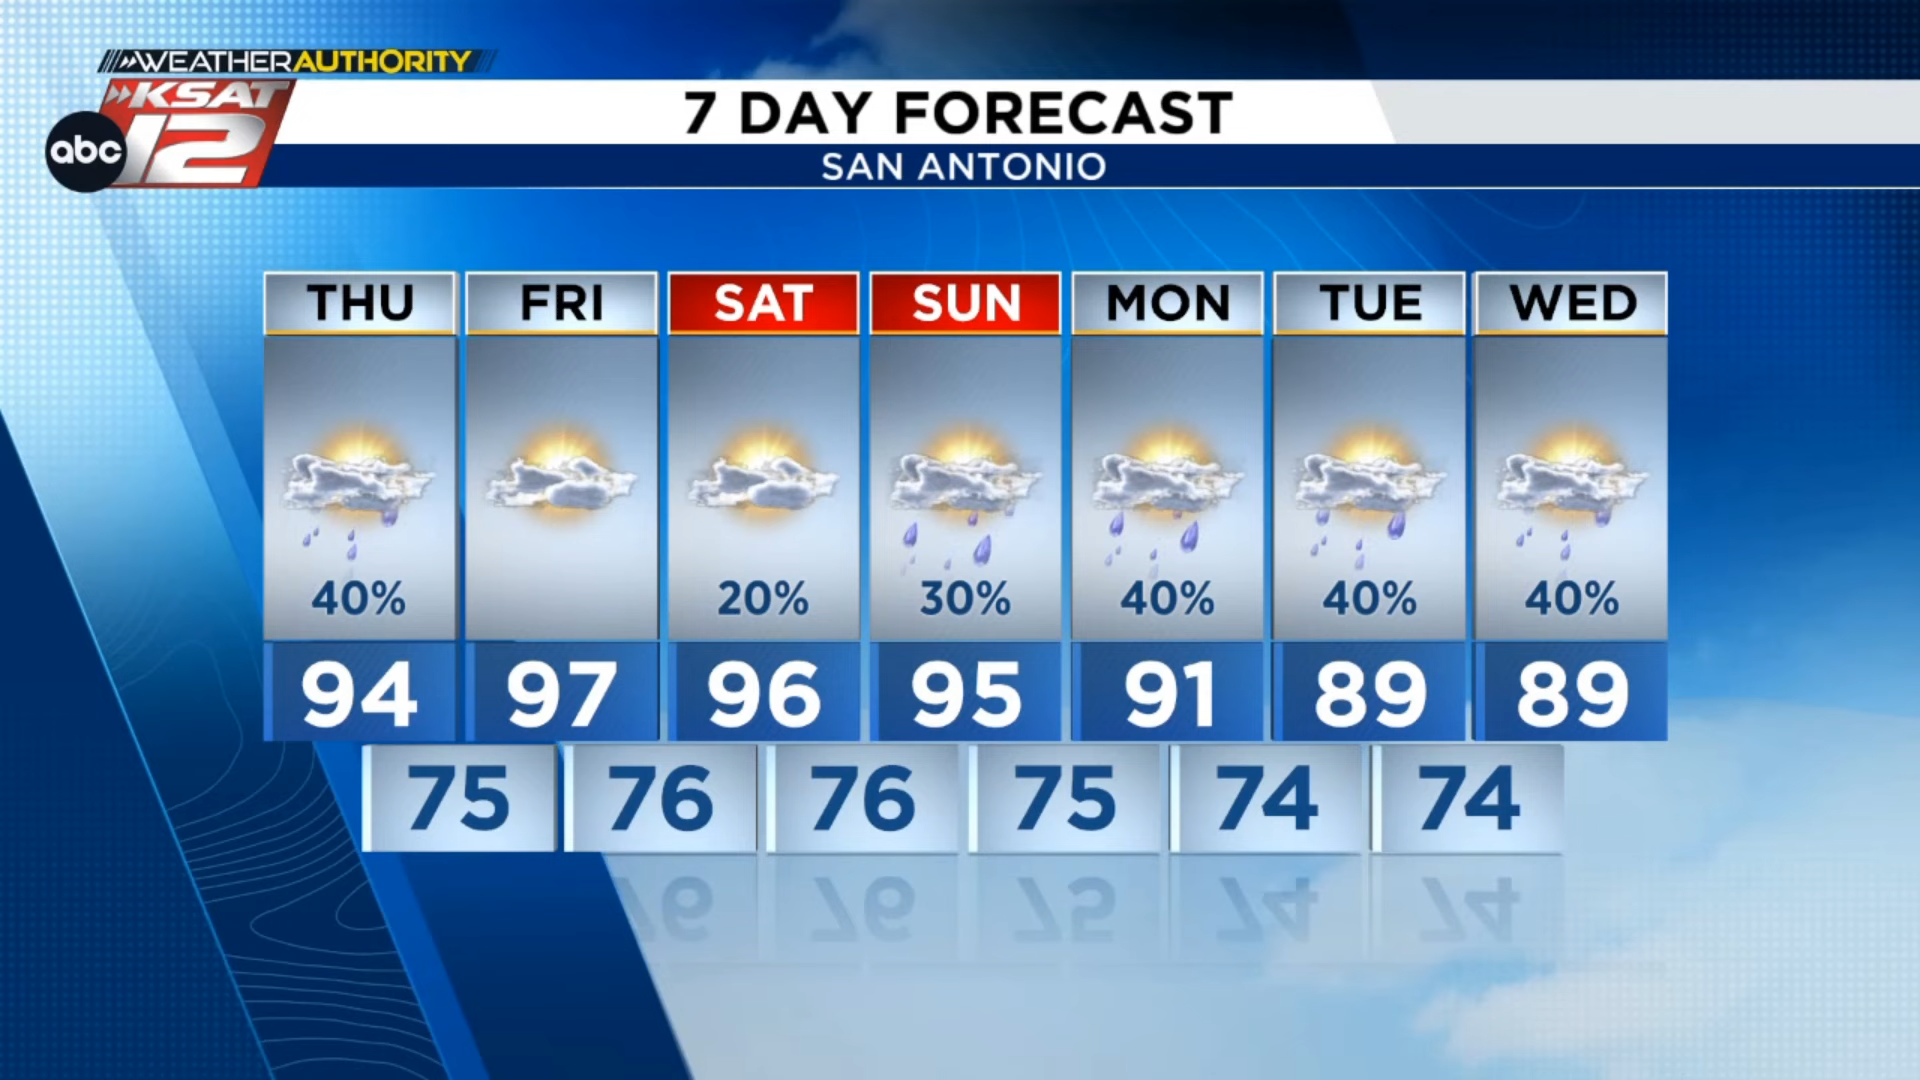 WEATHERAUTHORITY
KSAT
12
abc
7 DAY FORECAST
SAN ANTONIO
THU FRI SAT SUN MON TUE WED
40% 20% 30% 40% 40% 40%
94 97 96 95 91 89 89
75 76 76 75 74 74